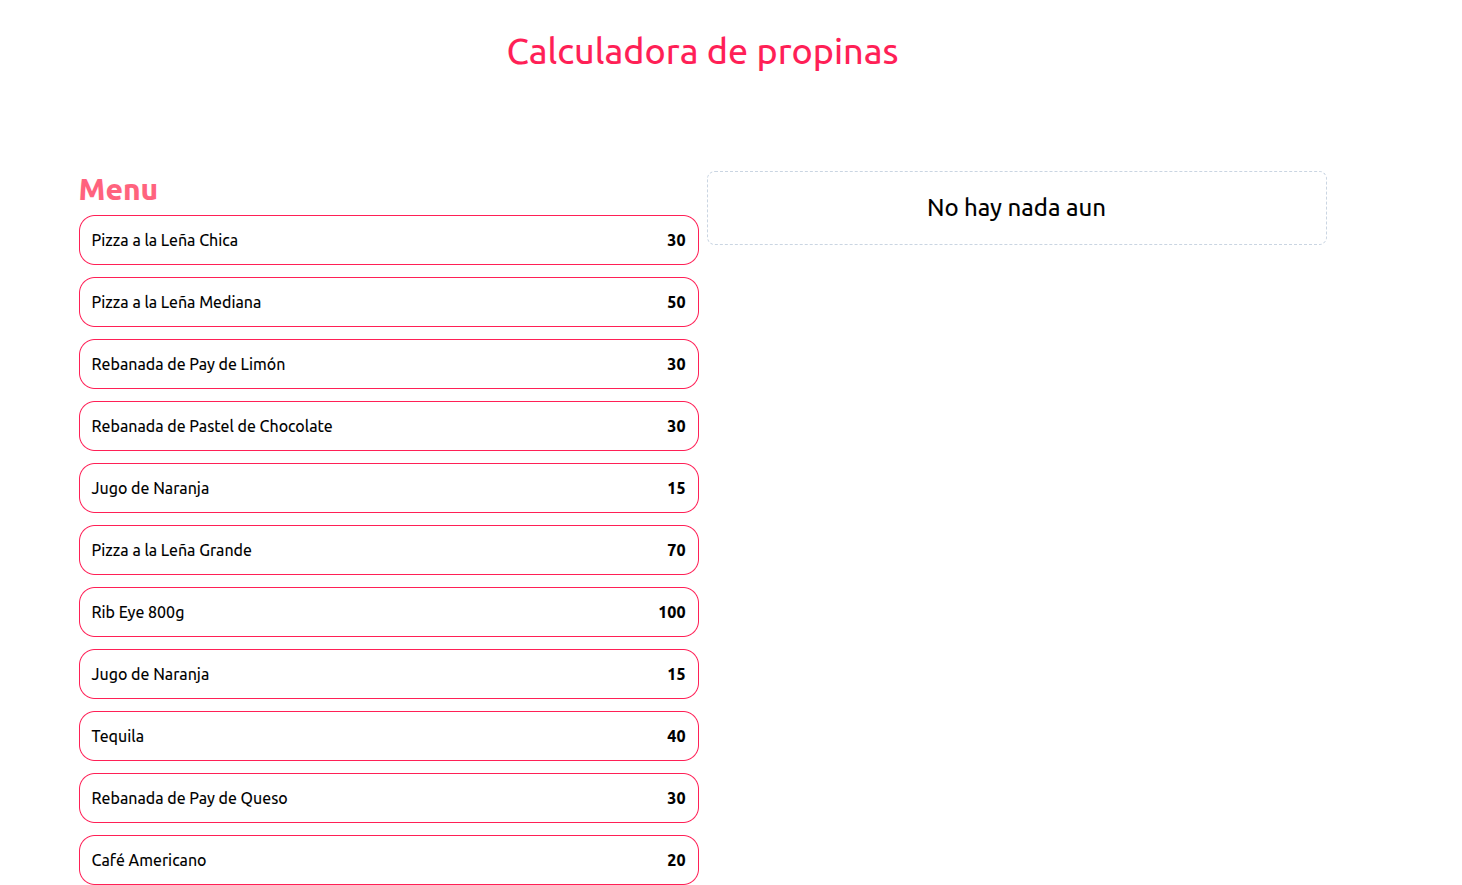 Calculadora de propinas
Menu
Pizza a la Leña Chica 30
Pizza a la Leña Mediana 50
Rebanada de Pay de Limón 30
Rebanada de Pastel de Chocolate 30
Jugo de Naranja 15
Pizza a la Leña Grande 70
Rib Eye 800g 100
Jugo de Naranja 15
Tequila 40
Rebanada de Pay de Queso 30
Café Americano 20
No hay nada aun